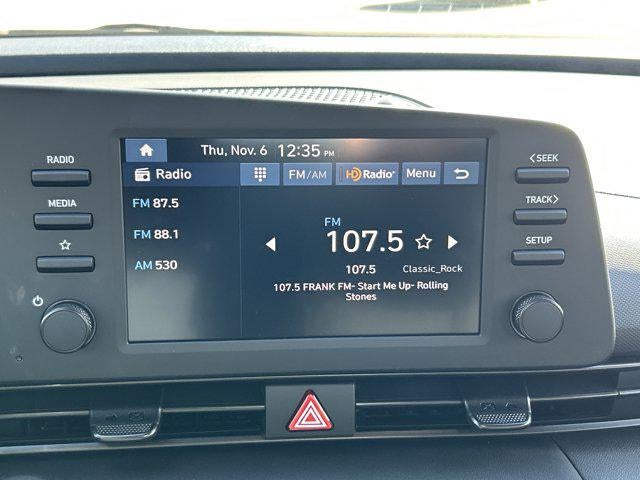 Thu, Nov. 6 12:35 PM
RADIO
MEDIA
Radio
FM/AM
HD Radio
Menu
FM 87.5
FM 88.1
AM 530
FM
107.5
107.5 Classic_Rock
107.5 FRANK FM- Start Me Up- Rolling
Stones
<SEEK
TRACK>
SETUP